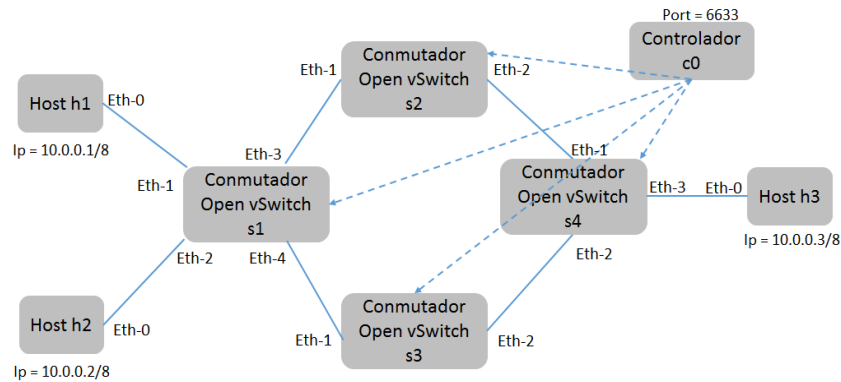 Port = 6633
Controlador
c0
Conmutador
Open vSwitch
s2
Eth-1
Eth-2
Host h1
Eth-0
Ip = 10.0.0.1/8
Eth-3
Eth-1
Conmutador
Open vSwitch
s1
Eth-1
Conmutador
Open vSwitch
s4
Eth-3
Eth-0
Host h3
Ip = 10.0.0.3/8
Eth-2
Eth-4
Eth-2
Host h2
Eth-0
Ip = 10.0.0.2/8
Conmutador
Open vSwitch
s3
Eth-1
Eth-2